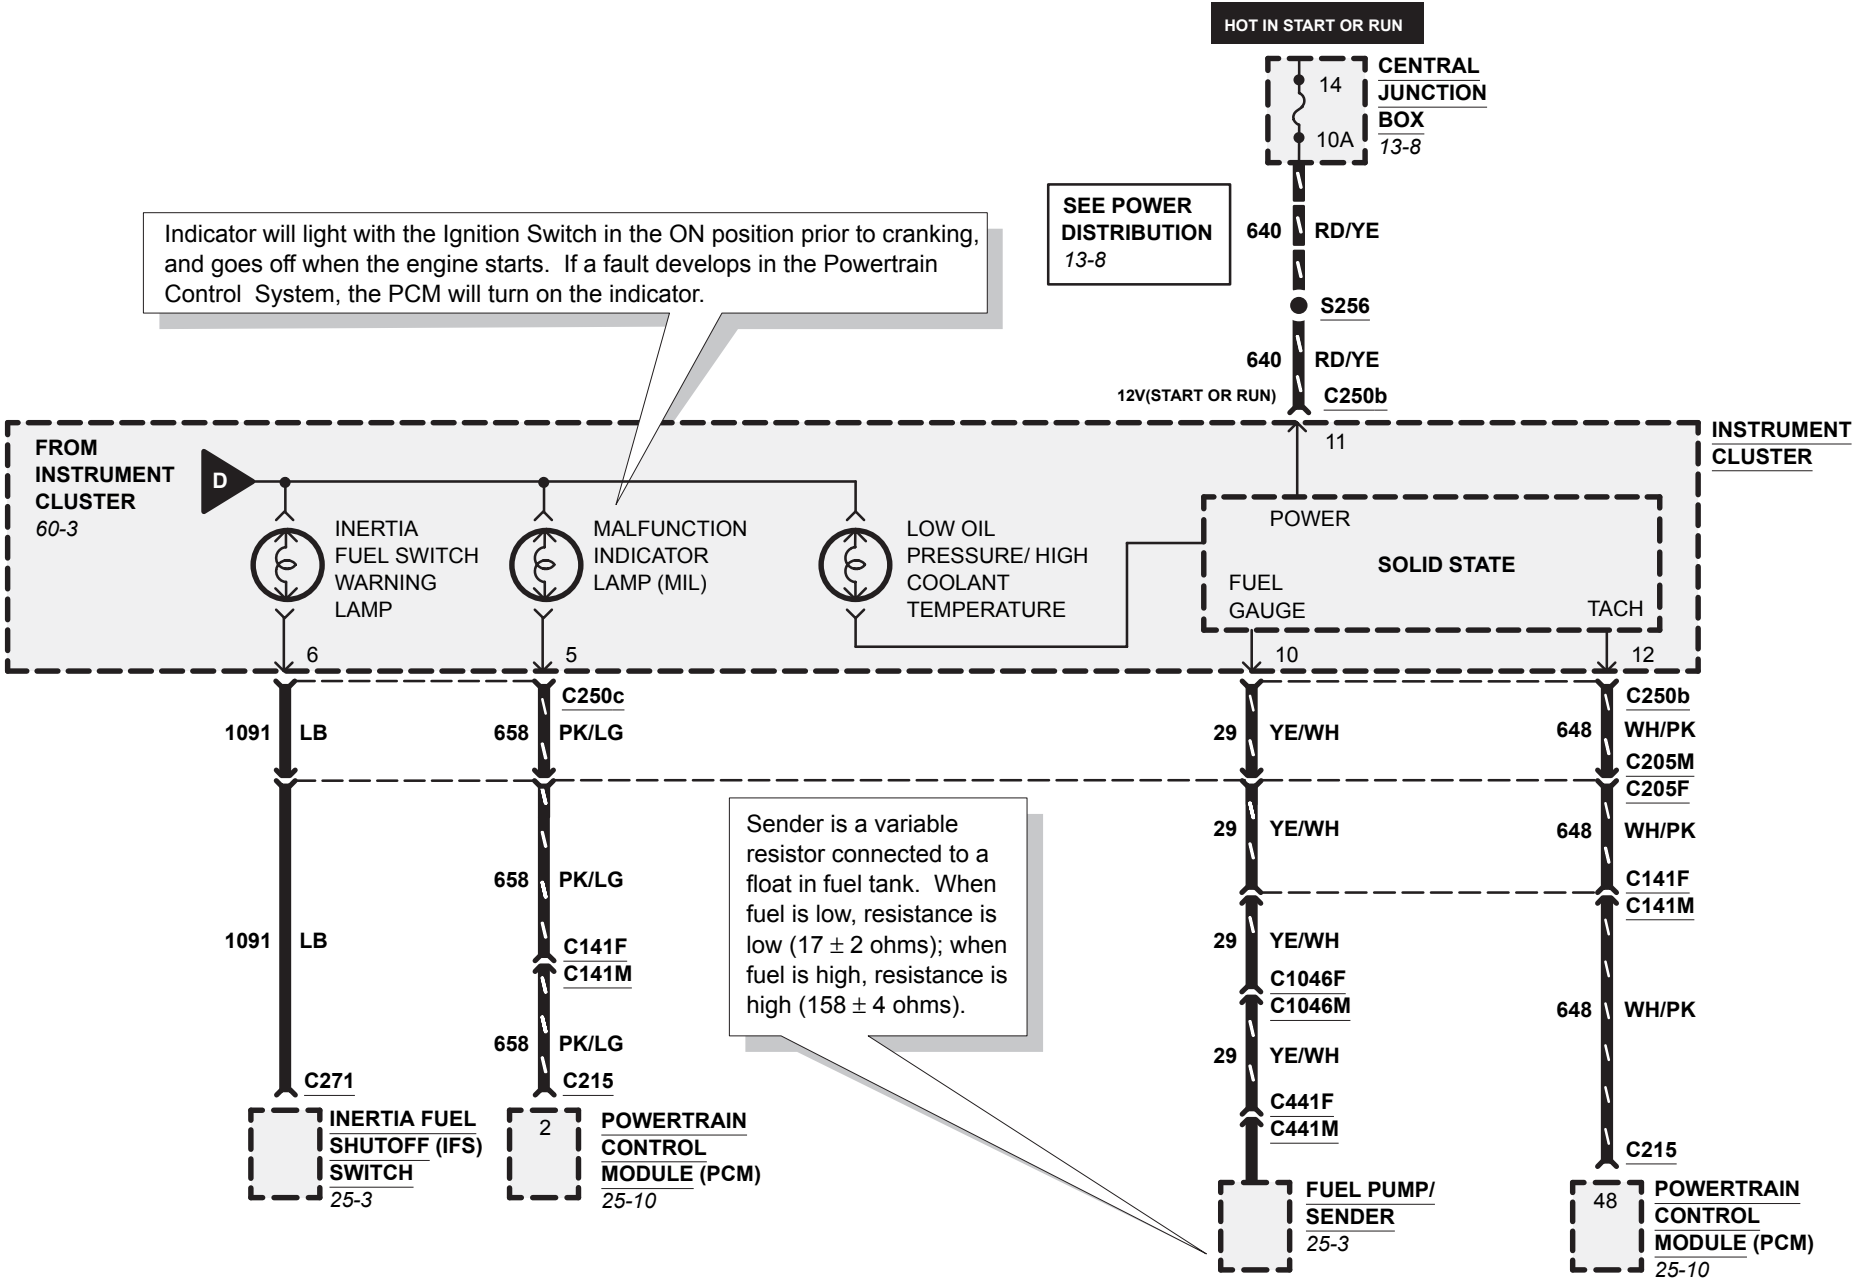 HOT IN START OR RUN
14
10A
CENTRAL
JUNCTION
BOX
13-8
SEE POWER
DISTRIBUTION
13-8
640 RD/YE
S256
640 RD/YE
12V(START OR RUN)
C250b
Indicator will light with the Ignition Switch in the ON position prior to cranking,
and goes off when the engine starts. If a fault develops in the Powertrain
Control System, the PCM will turn on the indicator.
FROM
INSTRUMENT
CLUSTER
60-3
D
INERTIA
FUEL SWITCH
WARNING
LAMP
MALFUNCTION
INDICATOR
LAMP (MIL)
LOW OIL
PRESSURE/ HIGH
COOLANT
TEMPERATURE
11
POWER
SOLID STATE
FUEL
GAUGE
TACH
INSTRUMENT
CLUSTER
6
5
10
12
C250c
C250b
1091 LB
658 PK/LG
29 YE/WH
648 WH/PK
C205M
C205F
Sender is a variable
resistor connected to a
float in fuel tank. When
fuel is low, resistance is
low (17 ± 2 ohms); when
fuel is high, resistance is
high (158 ± 4 ohms).
29 YE/WH
648 WH/PK
658 PK/LG
C141F
C141M
1091 LB
C141F
C141M
29 YE/WH
C1046F
C1046M
648 WH/PK
658 PK/LG
29 YE/WH
C271
C215
C441F
C441M
C215
INERTIA FUEL
SHUTOFF (IFS)
SWITCH
25-3
2
POWERTRAIN
CONTROL
MODULE (PCM)
25-10
FUEL PUMP/
SENDER
25-3
48
POWERTRAIN
CONTROL
MODULE (PCM)
25-10